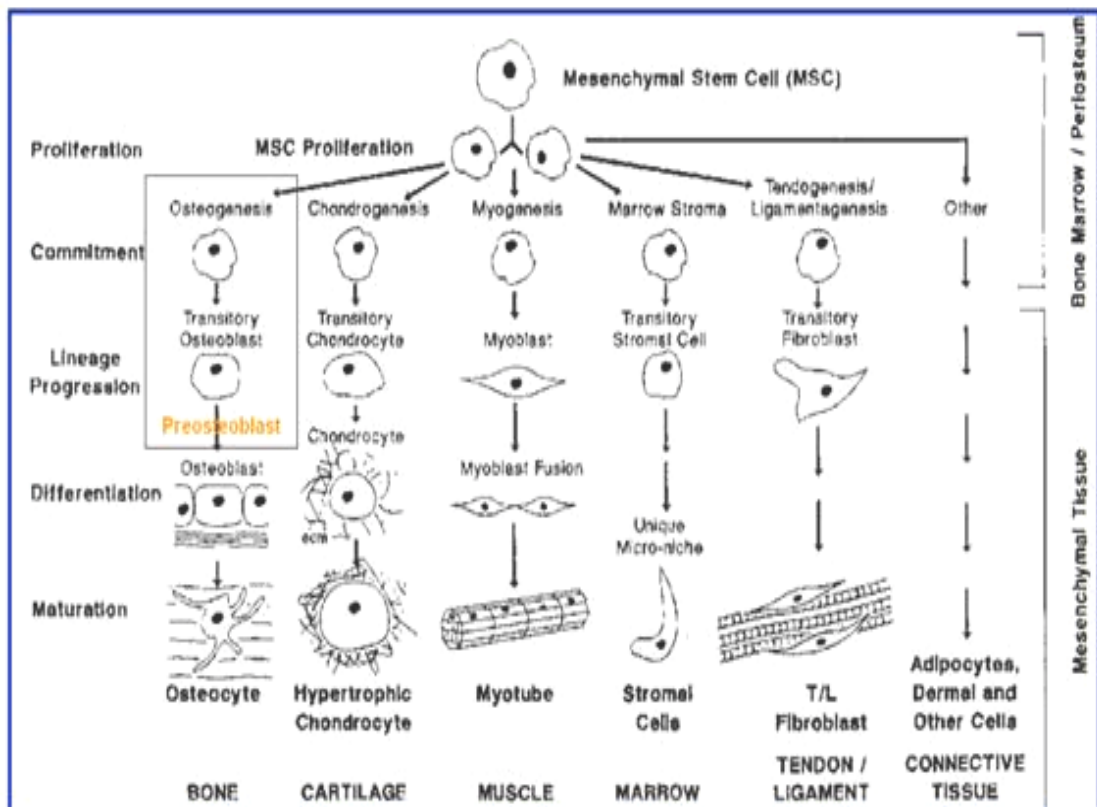 Mesenchymal Stem Cell (MSC)
Proliferation
MSC Proliferation
Osteogenesis
Chondrogenesis
Myogenesis
Marrow Stroma
Tendogenesis/
Ligamentagenesis
Other
Commitment
Transitory
Osteoblast
Transitory
Chondrocyte
Myoblast
Transitory
Stromal Cell
Transitory
Fibroblast
Lineage
Progression
Preosteoblast
Chondrocyte
Osteoblast
Myoblast Fusion
Differentiation
ecm
Unique
Micro-niche
Maturation
Osteocyte
Hypertrophic
Chondrocyte
Myotube
Stromal
Cells
T/L
Fibroblast
Adipocytes,
Dermal and
Other Cells
BONE
CARTILAGE
MUSCLE
MARROW
TENDON /
LIGAMENT
CONNECTIVE
TISSUE
Bone Marrow / Periosteum
Mesenchymal Tissue